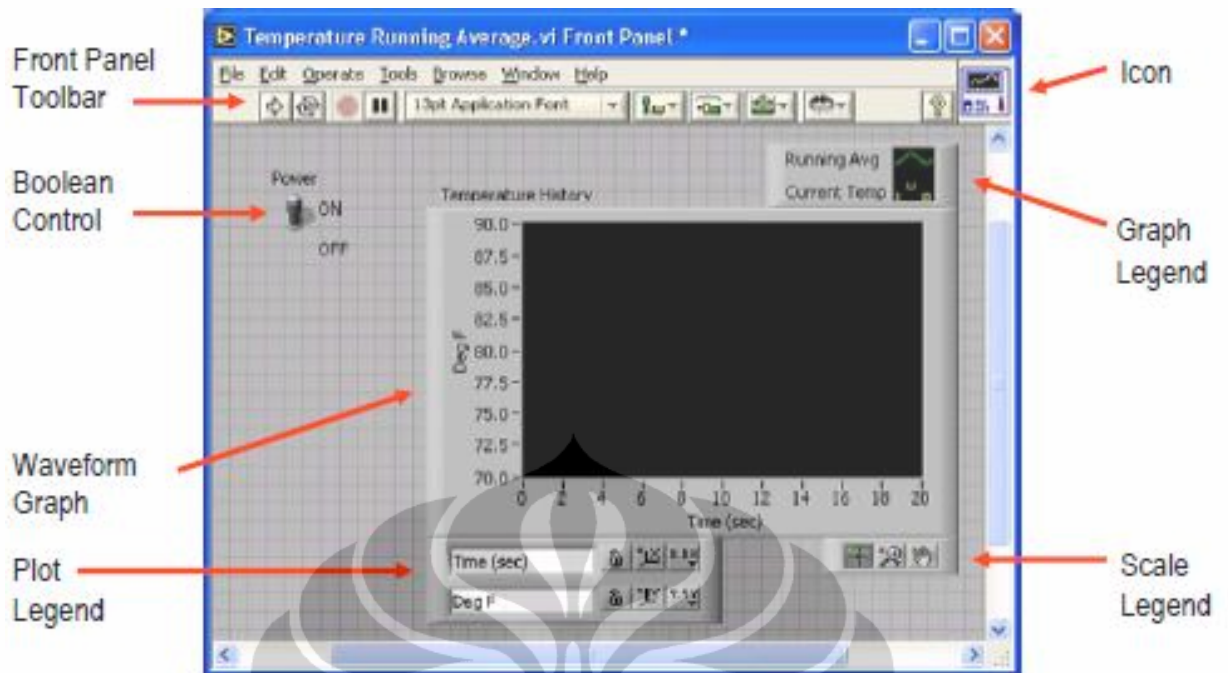 Temperature Running Average.vi Front Panel *
File Edit Operate Tools Browse Window Help
13pt Application Font
Front Panel
Toolbar
Icon
Boolean
Control
Power
ON
OFF
Running Avg
Current Temp
Graph
Legend
Temperature History
90.0
87.5
85.0
82.5
80.0
77.5
75.0
72.5
70.0
Deg F
0 2 4 6 8 10 12 14 16 18 20
Time (sec)
Waveform
Graph
Plot
Legend
Time (sec)
Deg F
Scale
Legend